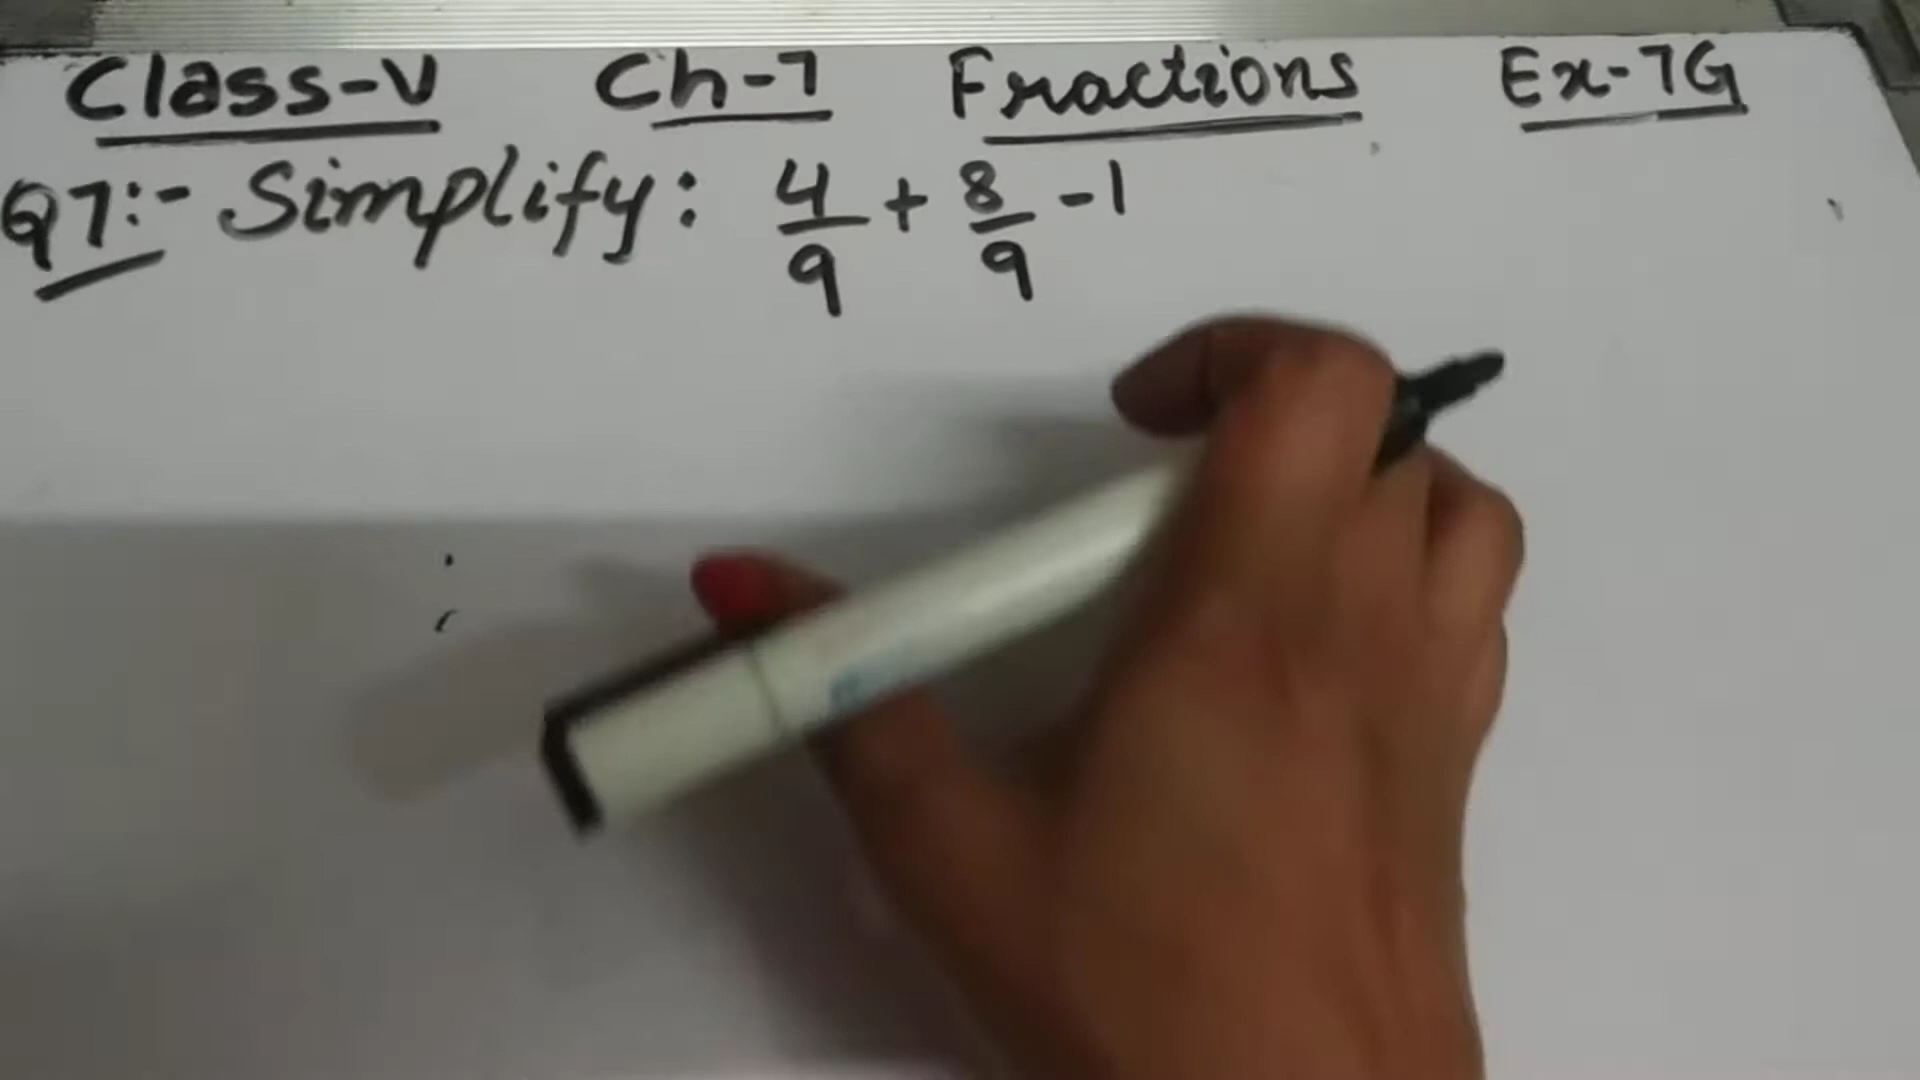 Class-V Ch-7 Fractions Ex-7G
Q7:- Simplify: 4/9 + 8/9 - 1